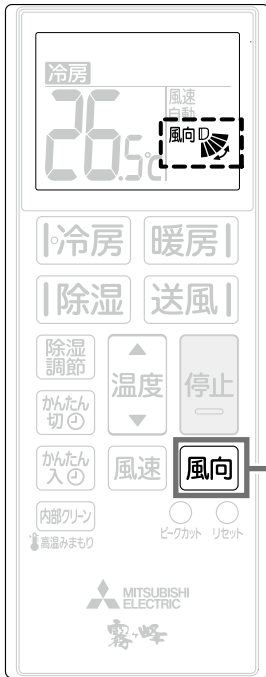 冷房
風速
自動
26.5℃
風向
冷房 暖房
除湿 送風
除湿調節
温度
停止
かんたん切
かんたん入
風速
風向
内部クリーン
高温みまもり
ピークカット
リセット
MITSUBISHI
ELECTRIC
霧ヶ峰